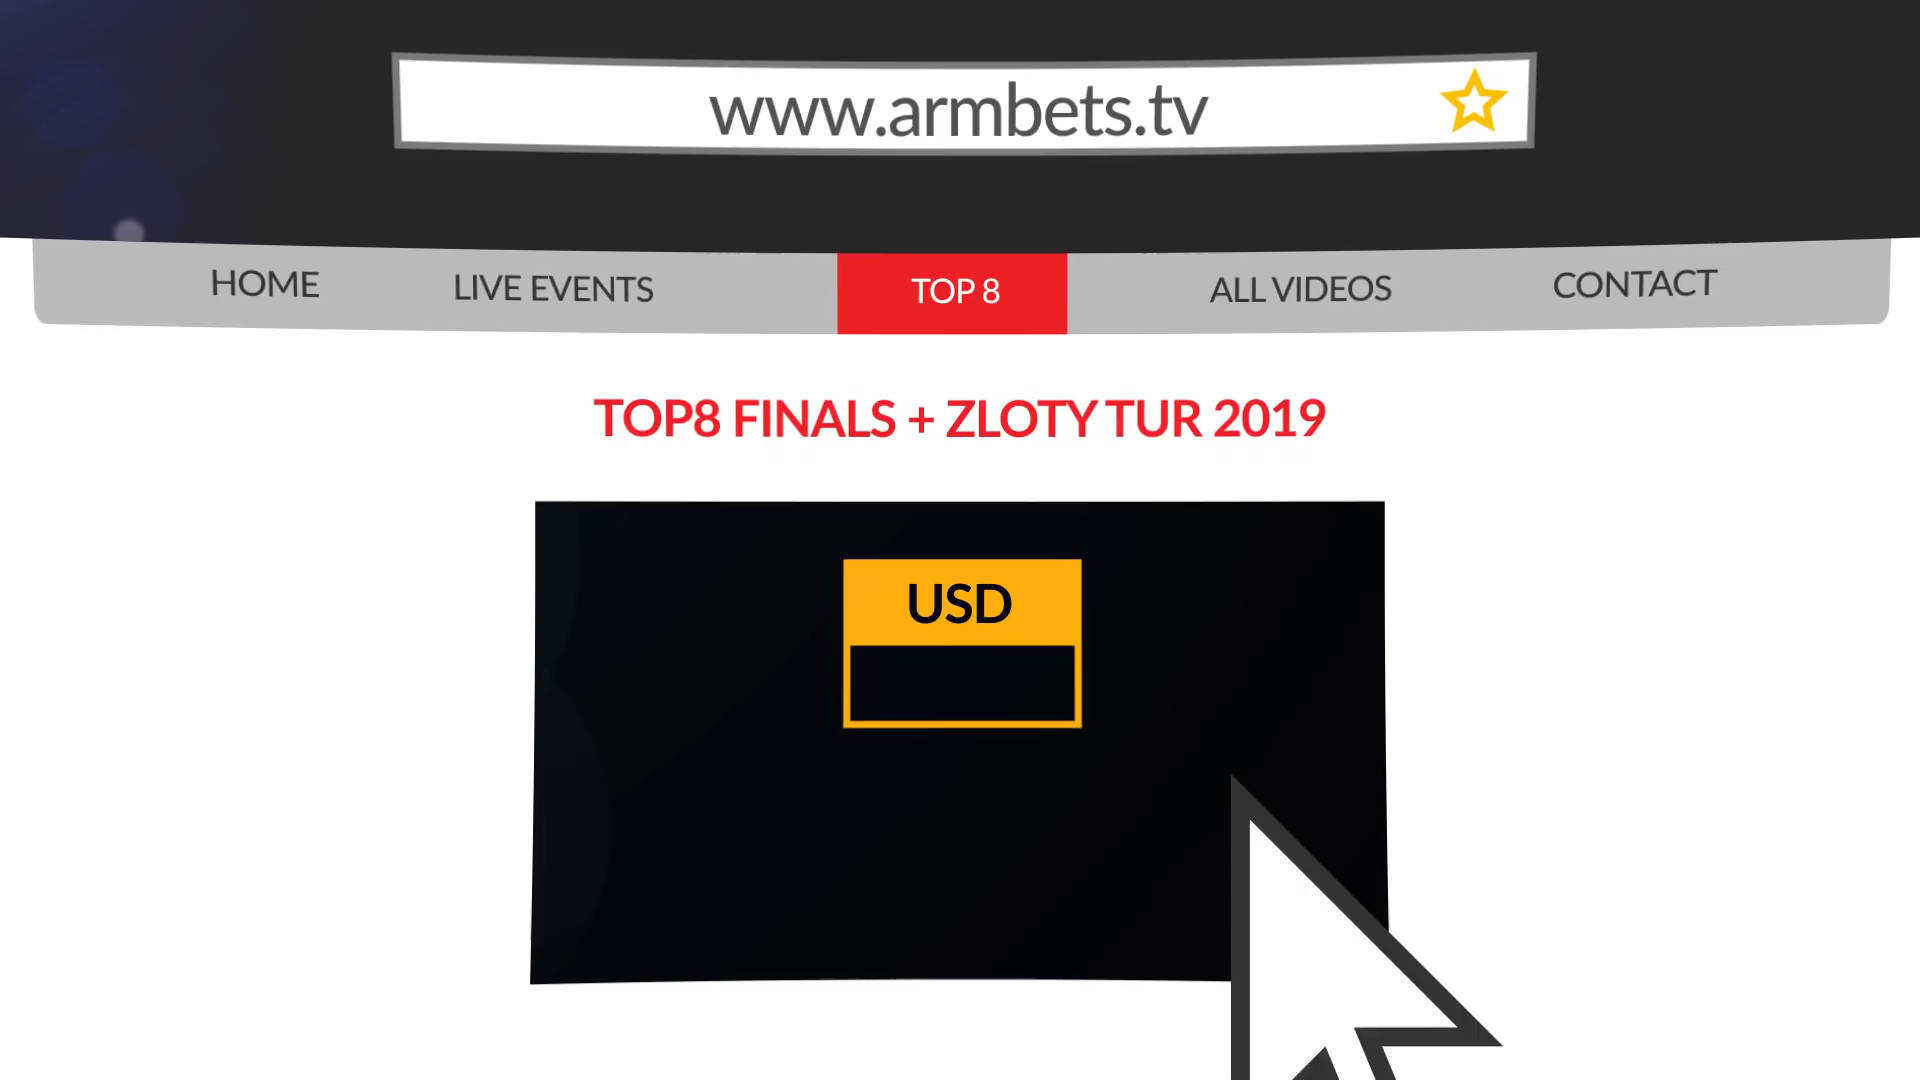 www.armbets.tv
HOME LIVE EVENTS TOP 8 ALL VIDEOS CONTACT
TOP8 FINALS + ZLOTY TUR 2019
USD